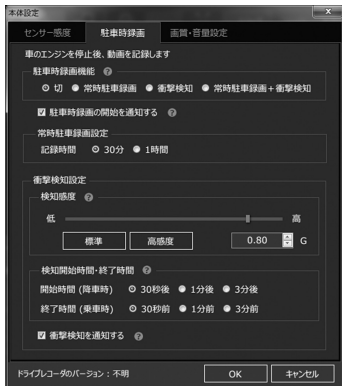 本体設定
センサー感度 駐車時録画 画質・音量設定
車のエンジンを停止後、動画を記録します
駐車時録画機能
切 常時駐車録画 衝撃検知 常時駐車録画+衝撃検知
駐車時録画の開始を通知する
常時駐車録画設定
記録時間 30分 1時間
衝撃検知設定
検知感度
低 高
標準 高感度 0.80 G
検知開始時間・終了時間
開始時間 (降車時) 30秒後 1分後 3分後
終了時間 (乗車時) 30秒前 1分前 3分前
衝撃検知を通知する
ドライブレコーダのバージョン:不明 OK キャンセル